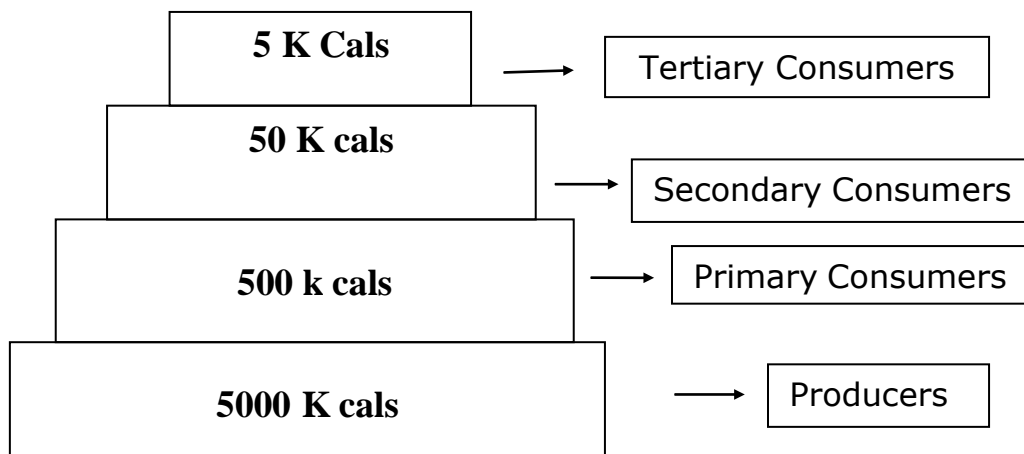 5 K Cals
Tertiary Consumers
50 K cals
Secondary Consumers
500 k cals
Primary Consumers
5000 K cals
Producers